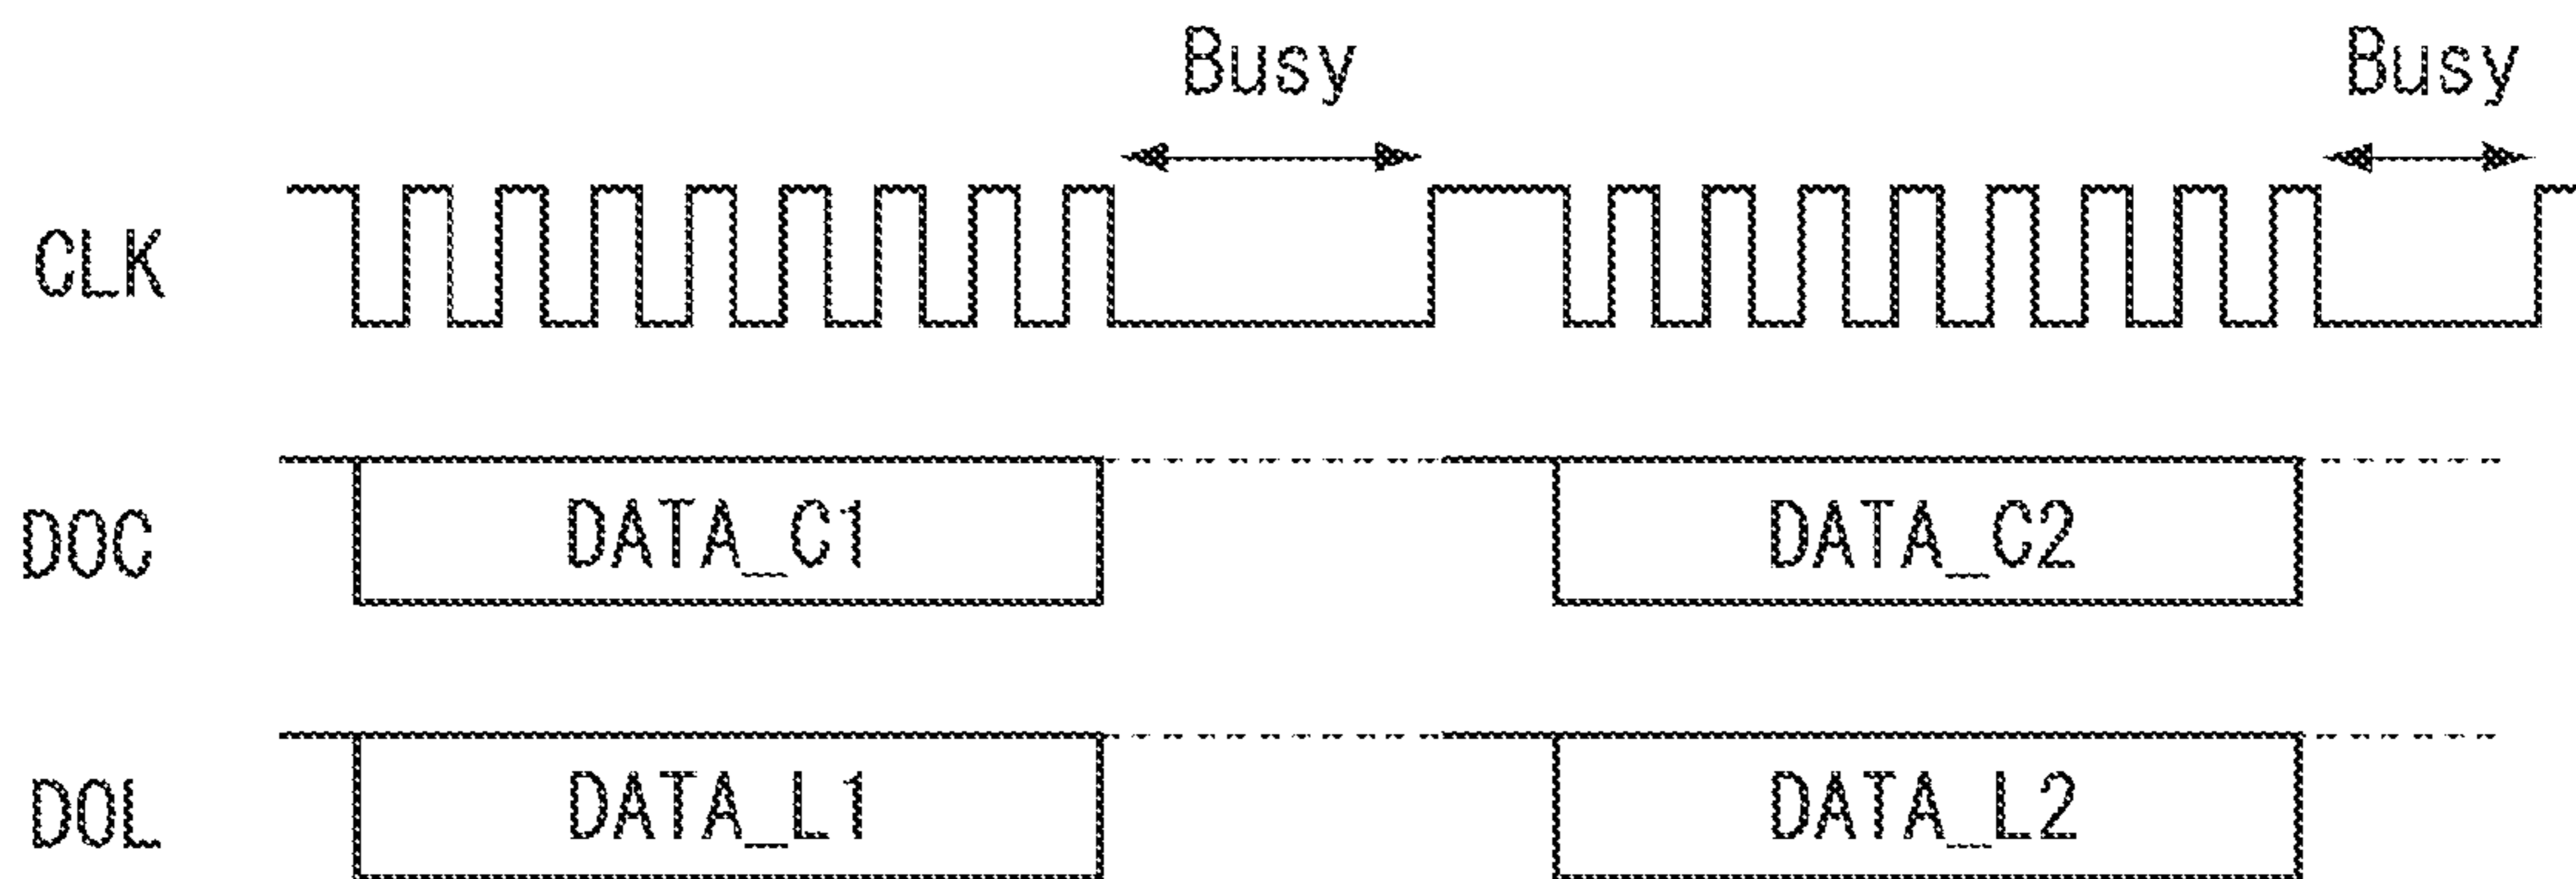 Busy Busy
CLK
DOC DATA_C1 DATA_C2
DOL DATA_L1 DATA_L2